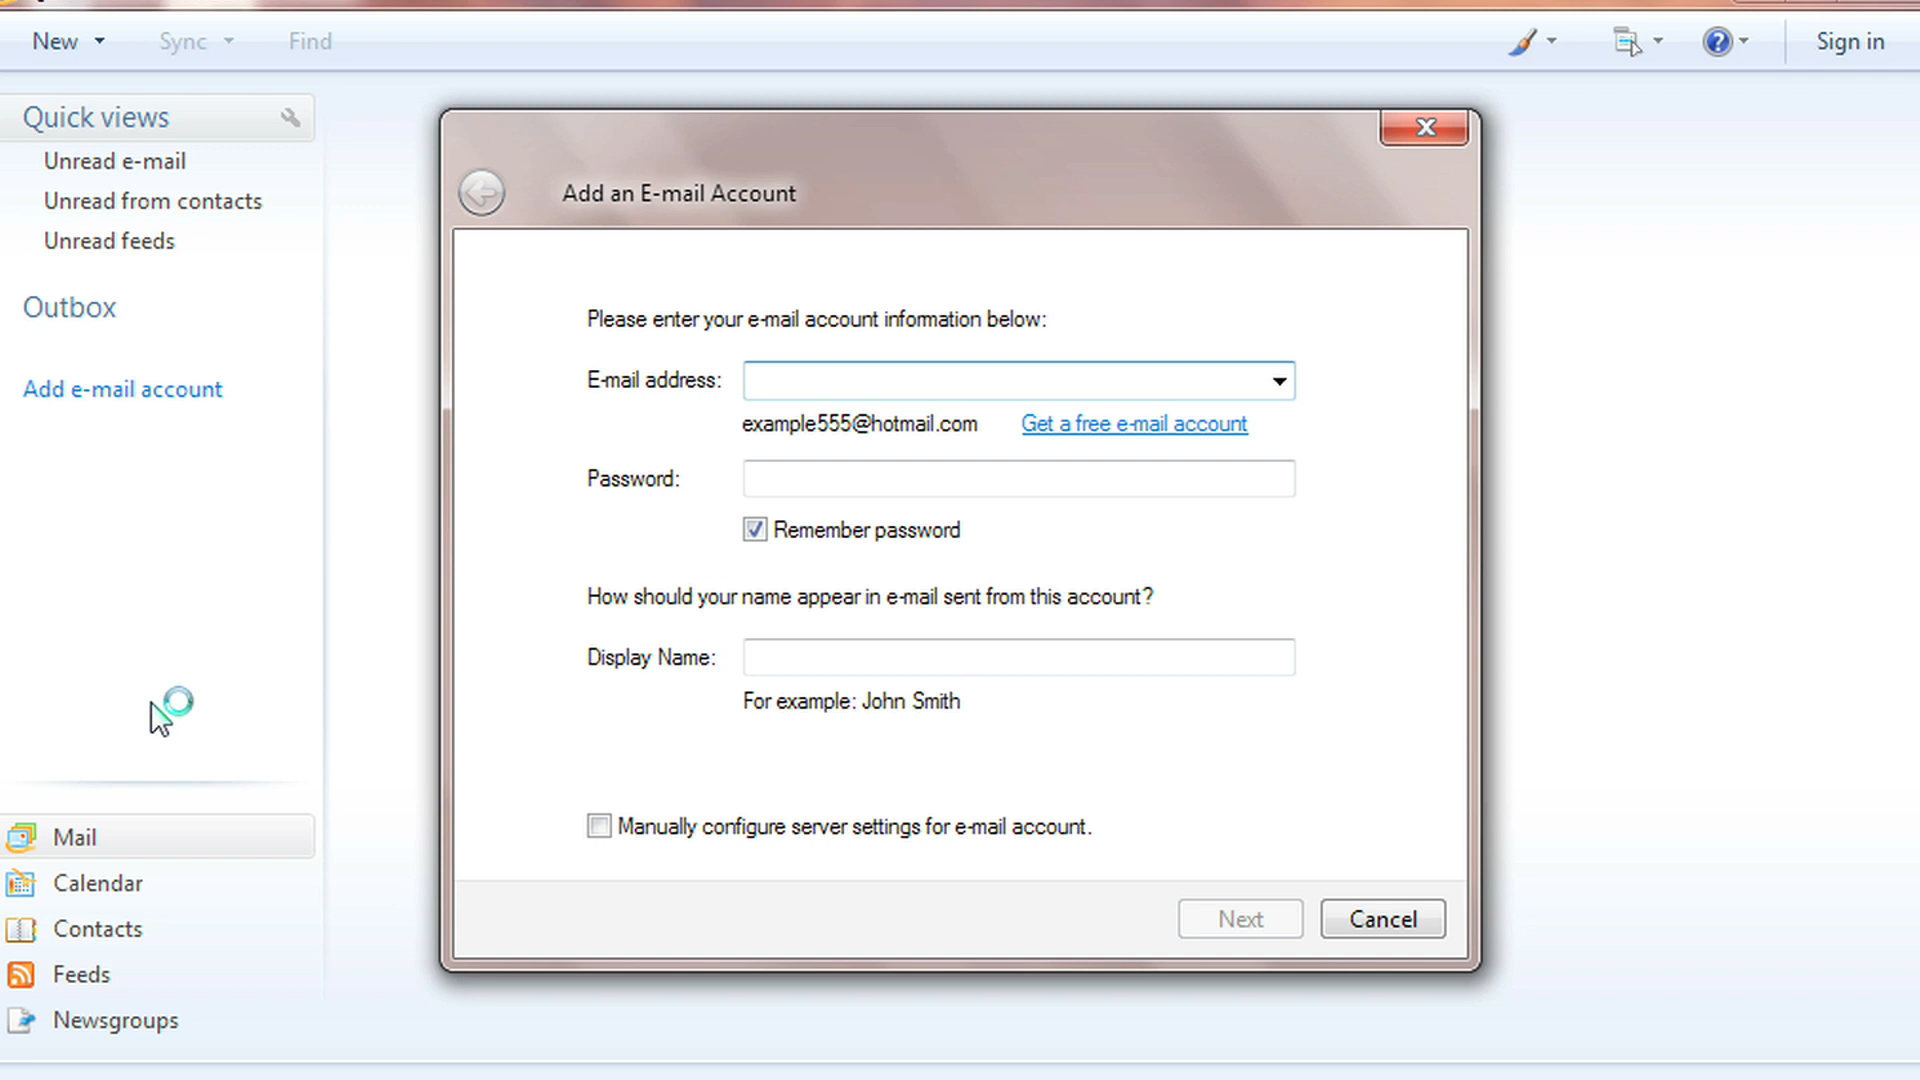 New Sync Find Sign in
Quick views
Unread e-mail
Unread from contacts
Unread feeds
Outbox
Add e-mail account
Mail
Calendar
Contacts
Feeds
Newsgroups
Add an E-mail Account
Please enter your e-mail account information below:
E-mail address:
example555@hotmail.com Get a free e-mail account
Password:
Remember password
How should your name appear in e-mail sent from this account?
Display Name:
For example: John Smith
Manually configure server settings for e-mail account.
Next Cancel